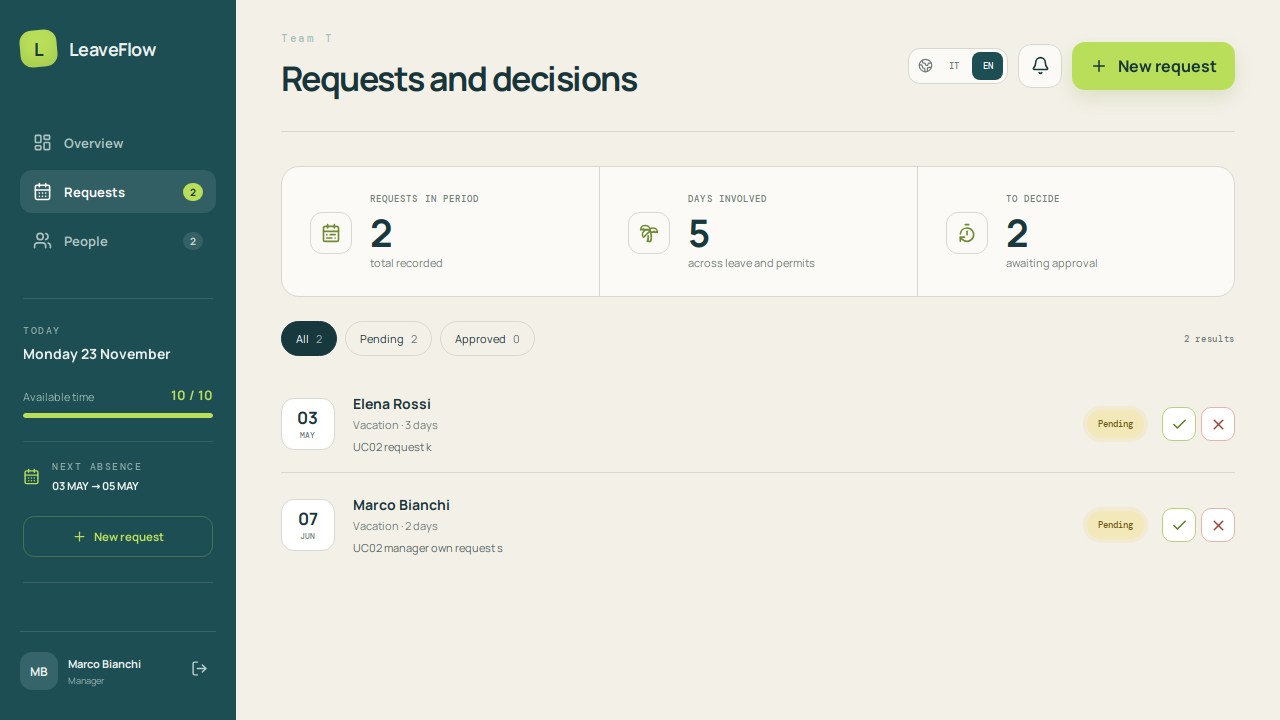 L LeaveFlow
Overview
Requests 2
People 2
TODAY
Monday 23 November
Available time 10 / 10
NEXT ABSENCE
03 MAY → 05 MAY
+ New request
MB Marco Bianchi
Manager
Team T
Requests and decisions
IT EN
+ New request
REQUESTS IN PERIOD
2
total recorded
DAYS INVOLVED
5
across leave and permits
TO DECIDE
2
awaiting approval
All 2
Pending 2
Approved 0
2 results
03 MAY
Elena Rossi
Vacation · 3 days
UC02 request k
Pending
07 JUN
Marco Bianchi
Vacation · 2 days
UC02 manager own request s
Pending